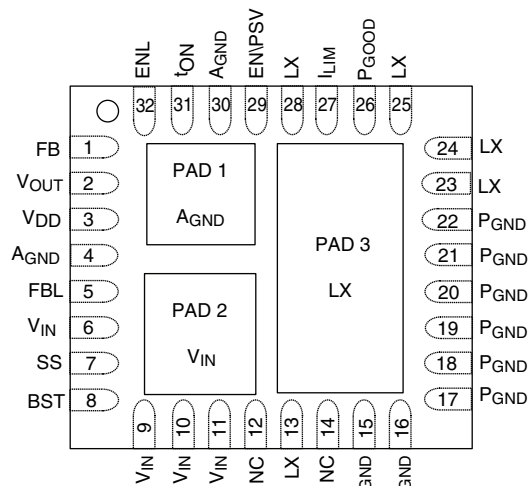 ENL
tON
AGND
EN\PSV
LX
ILIM
PGOOD
LX
32
31
30
29
28
27
26
25
FB 1
VOUT 2
VDD 3
AGND 4
FBL 5
VIN 6
SS 7
BST 8
PAD 1
AGND
PAD 2
VIN
PAD 3
LX
24 LX
23 LX
22 PGND
21 PGND
20 PGND
19 PGND
18 PGND
17 PGND
9
10
11
12
13
14
15
16
VIN
VIN
VIN
NC
LX
NC
GND
GND